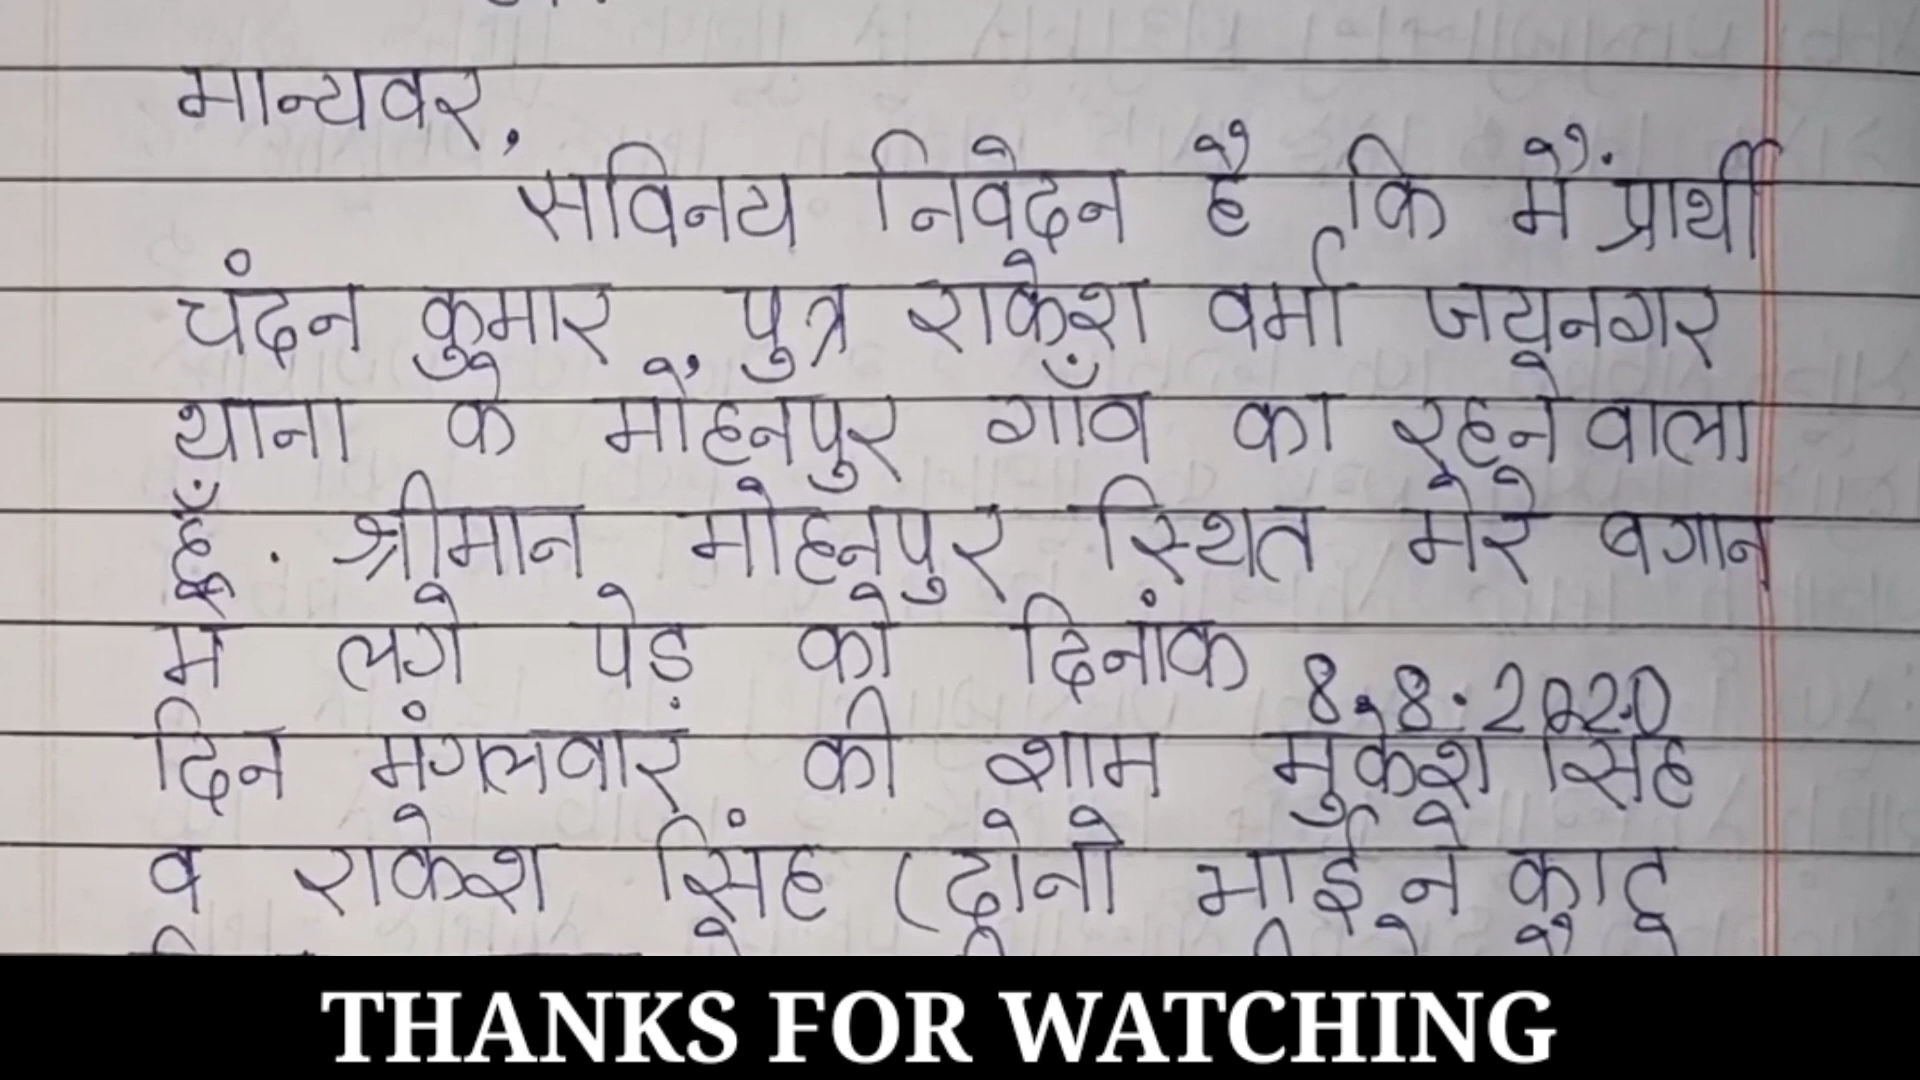 मान्यवर,
सविनय निवेदन है कि मैं प्रार्थी
चंदन कुमार पुत्र राकेश वर्मा जयनगर
थाना के मोहनपुर गाँव का रहने वाला
हूँ. श्रीमान मोहनपुर स्थित मेरे बगान
में लगे पेड़ को दिनांक 8.8.2020
दिन मंगलवार की शाम मुकेश सिंह
व राकेश सिंह (दोनो भाई ने काट
THANKS FOR WATCHING